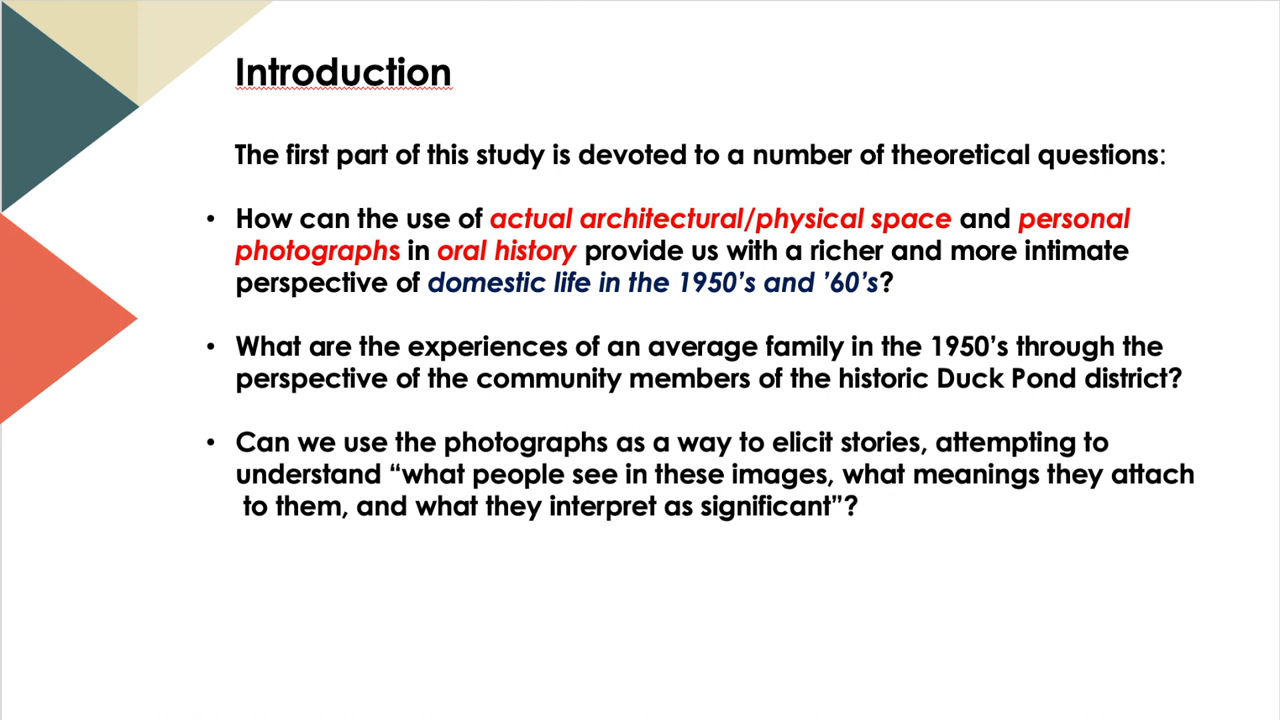 Introduction
The first part of this study is devoted to a number of theoretical questions:
• How can the use of actual architectural/physical space and personal
photographs in oral history provide us with a richer and more intimate
perspective of domestic life in the 1950’s and ’60’s?
• What are the experiences of an average family in the 1950’s through the
perspective of the community members of the historic Duck Pond district?
• Can we use the photographs as a way to elicit stories, attempting to
understand “what people see in these images, what meanings they attach
to them, and what they interpret as significant”?